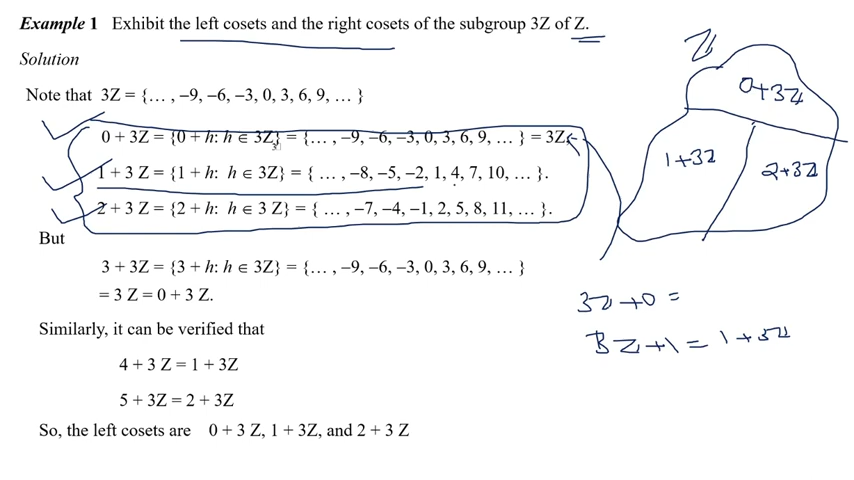 Example 1 Exhibit the left cosets and the right cosets of the subgroup 3Z of Z.
Solution
Note that 3Z = {… , −9, −6, −3, 0, 3, 6, 9, … }
0 + 3Z = {0 + h: h ∈ 3Z} = {… , −9, −6, −3, 0, 3, 6, 9, … } = 3Z
1 + 3 Z = {1 + h: h ∈ 3Z} = { … , −8, −5, −2, 1, 4, 7, 10, … }.
2 + 3 Z = {2 + h: h ∈ 3 Z} = { … , −7, −4, −1, 2, 5, 8, 11, … }.
But
3 + 3Z = {3 + h: h ∈ 3Z} = {… , −9, −6, −3, 0, 3, 6, 9, … }
= 3 Z = 0 + 3 Z.
Similarly, it can be verified that
4 + 3 Z = 1 + 3Z
5 + 3Z = 2 + 3Z
So, the left cosets are 0 + 3 Z, 1 + 3Z, and 2 + 3 Z
Z
0+3Z
1+3Z
2+3Z
3Z+0 =
3Z+1 = 1+3Z